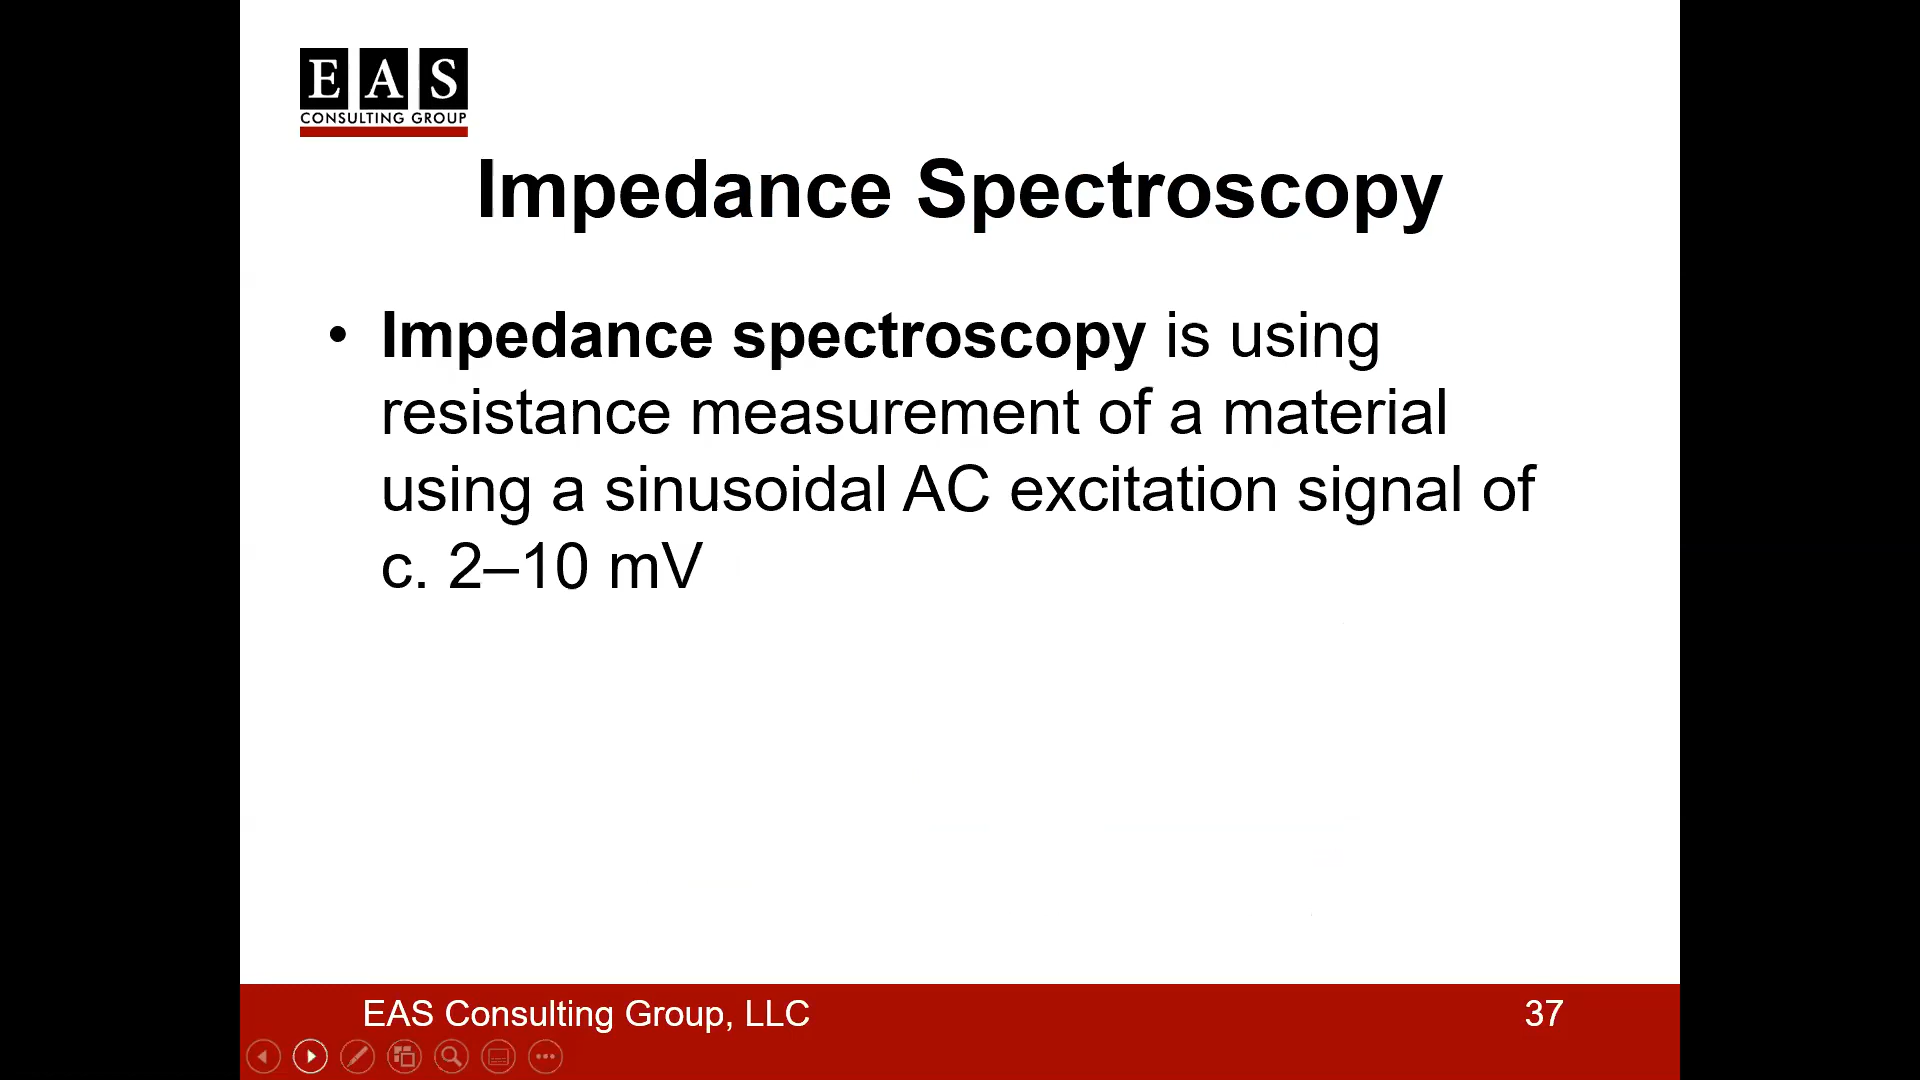 EAS
CONSULTING GROUP
Impedance Spectroscopy
• Impedance spectroscopy is using
resistance measurement of a material
using a sinusoidal AC excitation signal of
c. 2–10 mV
EAS Consulting Group, LLC
37